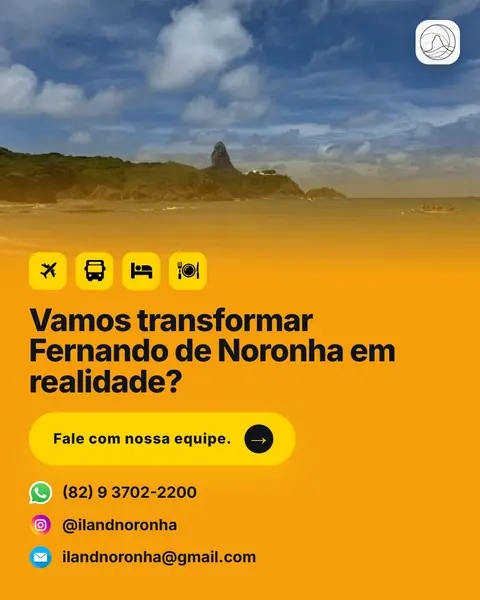 Vamos transformar
Fernando de Noronha em
realidade?
Fale com nossa equipe. →
(82) 9 3702-2200
@ilandnoronha
ilandnoronha@gmail.com